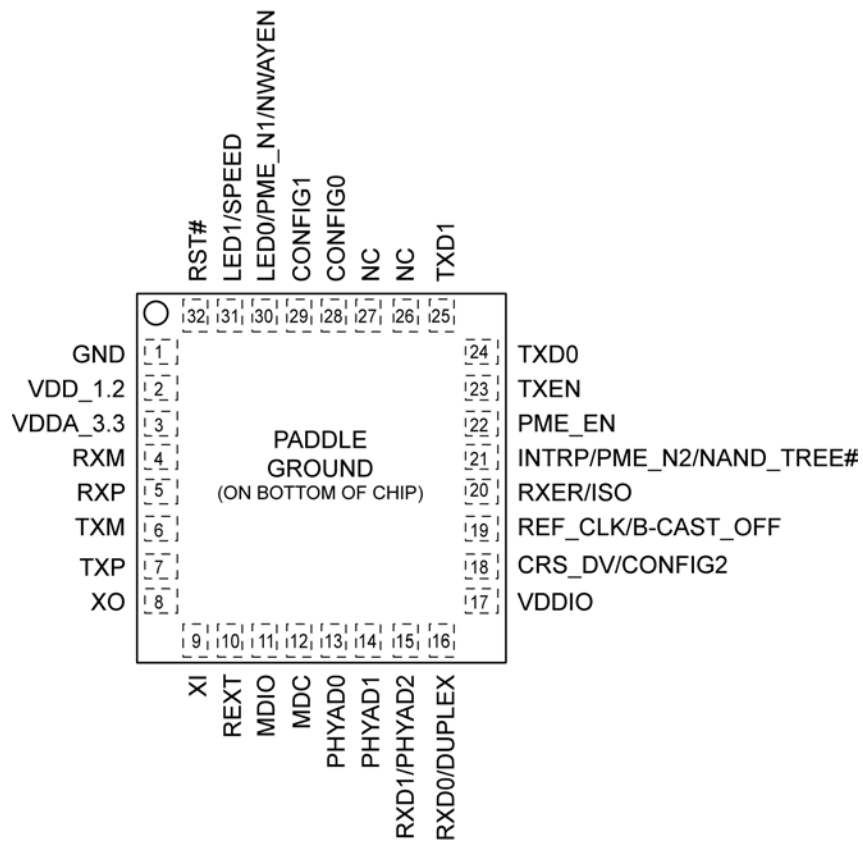 RST#
LED1/SPEED
LED0/PME_N1/NWAYEN
CONFIG1
CONFIG0
NC
NC
TXD1
32 31 30 29 28 27 26 25
GND 1
VDD_1.2 2
VDDA_3.3 3
RXM 4
RXP 5
TXM 6
TXP 7
XO 8
PADDLE
GROUND
(ON BOTTOM OF CHIP)
24 TXD0
23 TXEN
22 PME_EN
21 INTRP/PME_N2/NAND_TREE#
20 RXER/ISO
19 REF_CLK/B-CAST_OFF
18 CRS_DV/CONFIG2
17 VDDIO
9 10 11 12 13 14 15 16
XI
REXT
MDIO
MDC
PHYAD0
PHYAD1
RXD1/PHYAD2
RXD0/DUPLEX